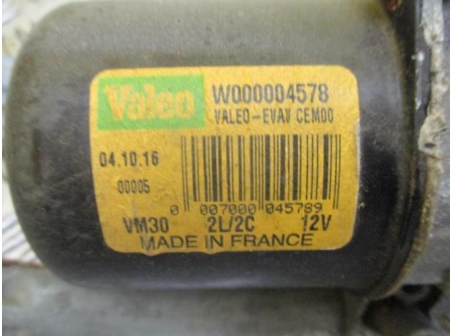 Valeo W000004578
VALEO-EVAV CEM00
04.10.16
00005
0 007000 045789
VM30 2L/2C 12V
MADE IN FRANCE